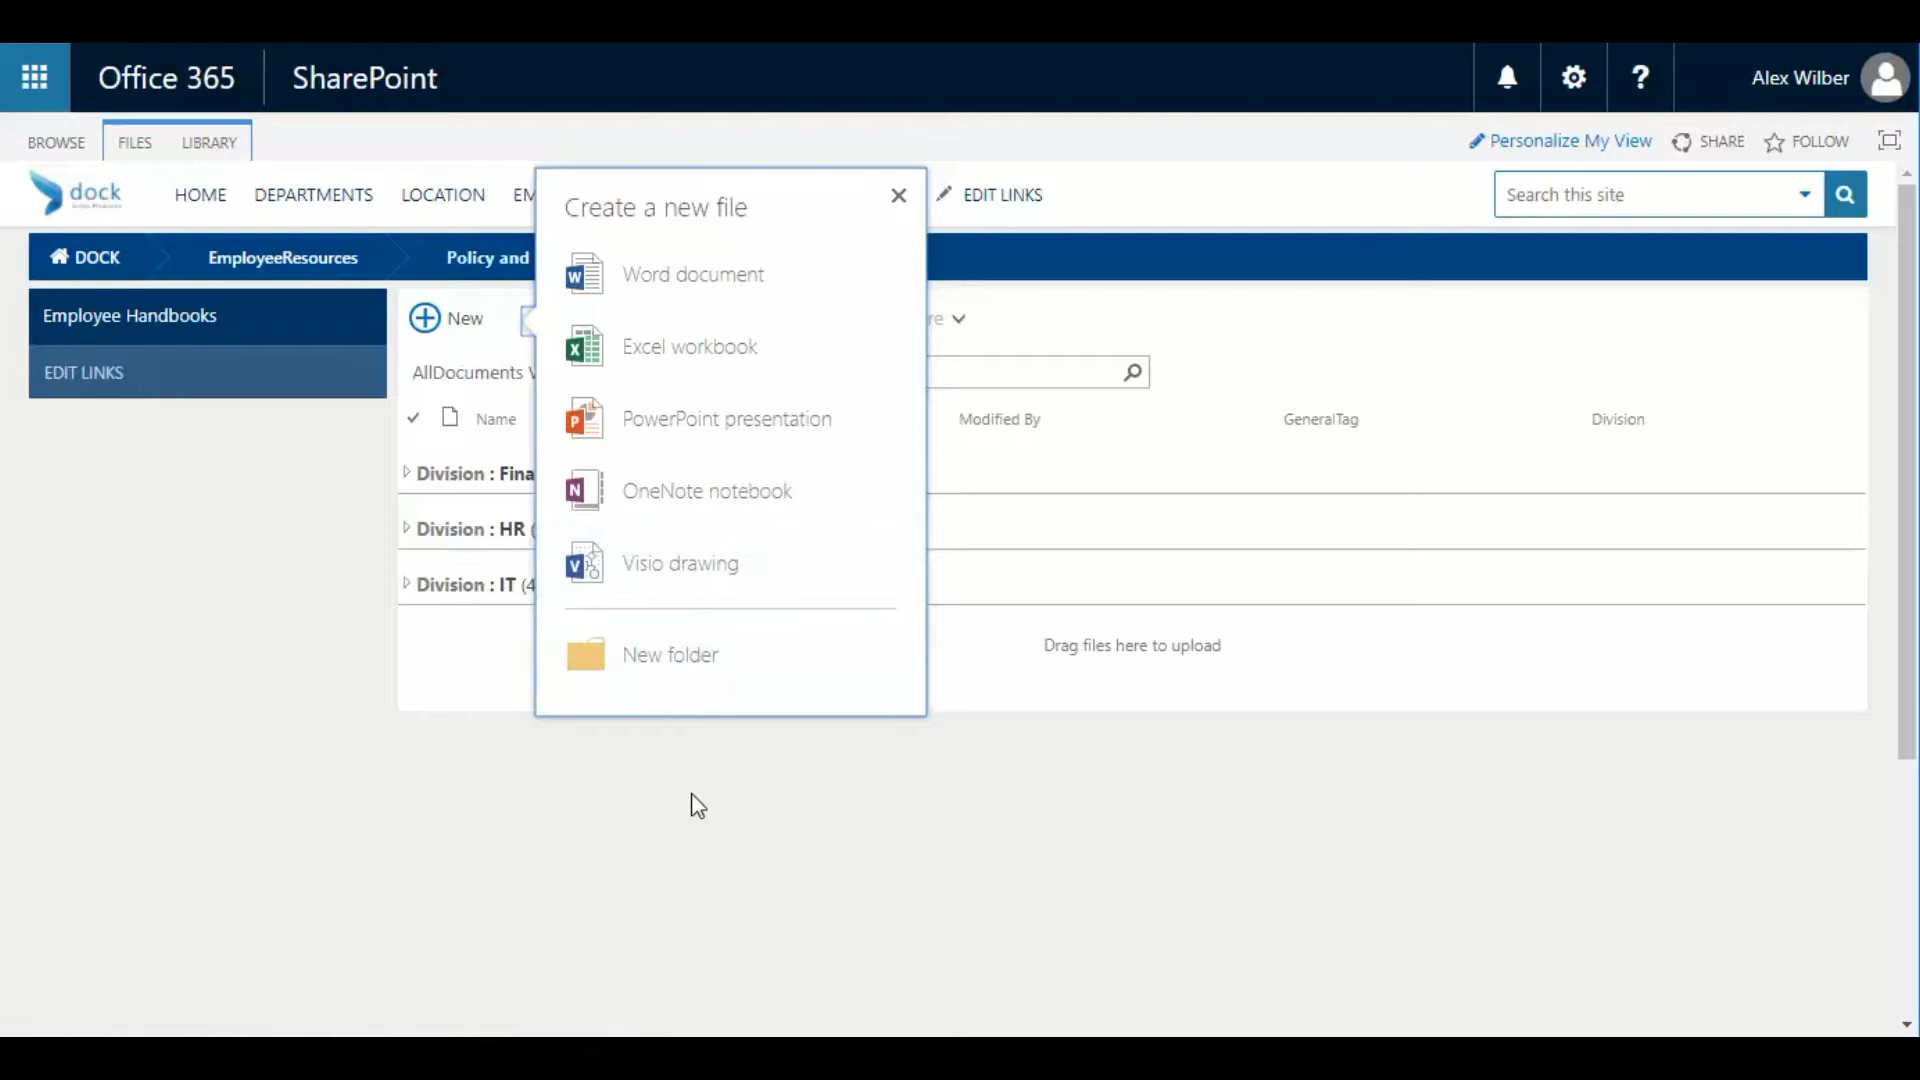 Office 365 SharePoint Alex Wilber
BROWSE FILES LIBRARY Personalize My View SHARE FOLLOW
dock HOME DEPARTMENTS LOCATION EM EDIT LINKS Search this site
Create a new file
DOCK EmployeeResources Policy and
Word document
Employee Handbooks
New re
Excel workbook
EDIT LINKS
AllDocuments V
Name PowerPoint presentation Modified By GeneralTag Division
Division : Fina
OneNote notebook
Division : HR (
Visio drawing
Division : IT (4
Drag files here to upload
New folder